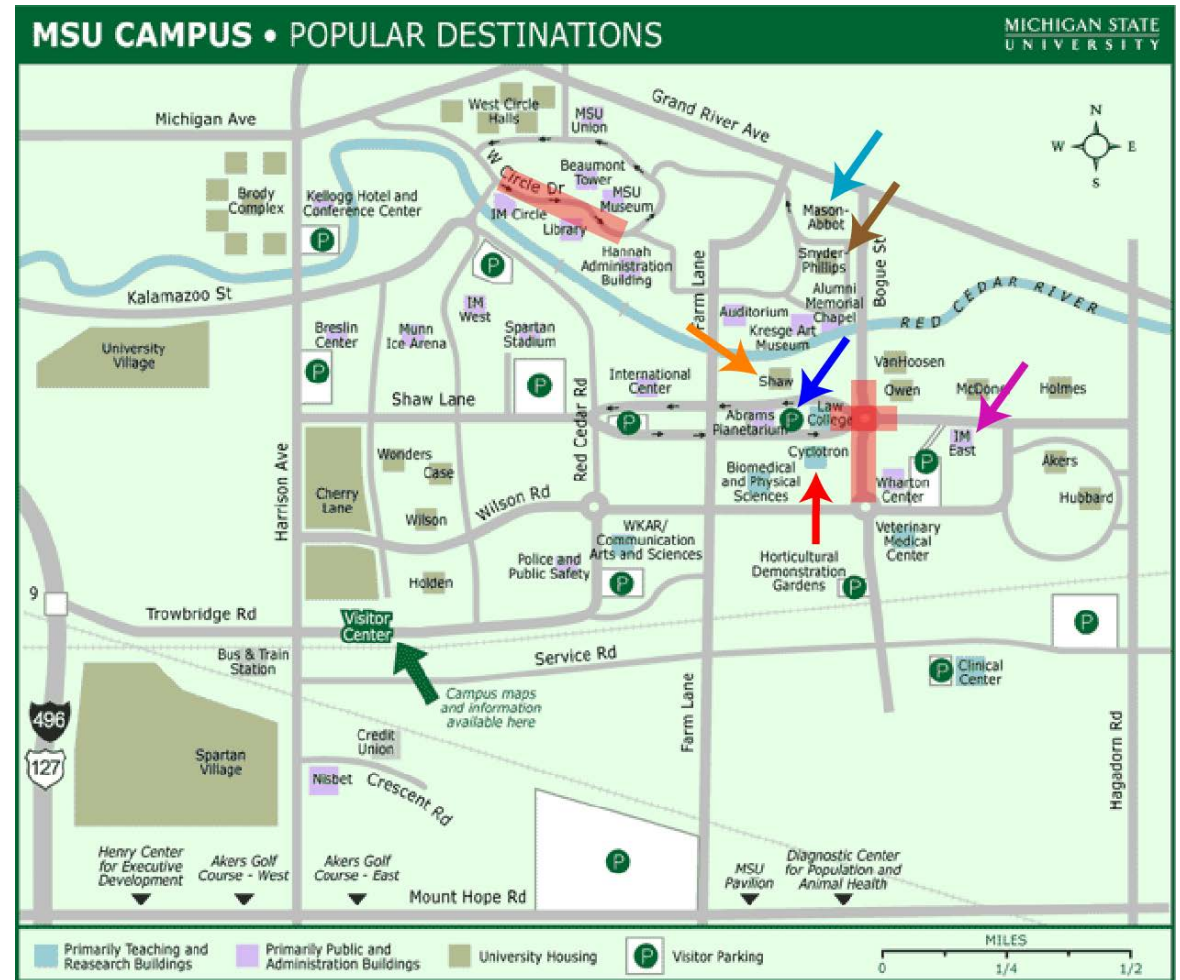 MSU CAMPUS • POPULAR DESTINATIONS
MICHIGAN STATE
UNIVERSITY
Michigan Ave
West Circle
Halls
MSU
Union
Grand River Ave
N
W
E
S
W Circle Dr
Beaumont
Tower
MSU
Museum
IM Circle
Library
Brody
Complex
Kellogg Hotel and
Conference Center
P
P
Mason-
Abbot
Snyder-
Phillips
Hannah
Administration
Building
Farm Lane
Bogue St
Alumni
Memorial
Chapel
Auditorium
Kresge Art
Museum
RED CEDAR RIVER
Kalamazoo St
University
Village
Breslin
Center
P
Munn
Ice Arena
IM
West
Spartan
Stadium
P
Shaw Lane
Red Cedar Rd
International
Center
P
Shaw
Abrams
Planetarium
P
Law
College
VanHoosen
Owen
McDone
Holmes
IM
East
P
Cyclotron
Biomedical
and Physical
Sciences
Wharton
Center
Akers
Hubbard
Harrison Ave
Cherry
Lane
Wonders
Case
Wilson
Wilson Rd
Holden
WKAR/
Communication
Arts and Sciences
Police and
Public Safety
P
Veterinary
Medical
Center
Horticultural
Demonstration
Gardens
P
P
9
Trowbridge Rd
Visitor
Center
Bus & Train
Station
Service Rd
Campus maps
and information
available here
P
Clinical
Center
496
127
Spartan
Village
Credit
Union
Nisbet
Crescent Rd
Farm Lane
Hagadorn Rd
P
Henry Center
for Executive
Development
Akers Golf
Course - West
Akers Golf
Course - East
MSU
Pavilion
Diagnostic Center
for Population and
Animal Health
Mount Hope Rd
Primarily Teaching and
Reasearch Buildings
Primarily Public and
Administration Buildings
University Housing
P
Visitor Parking
MILES
0
1/4
1/2